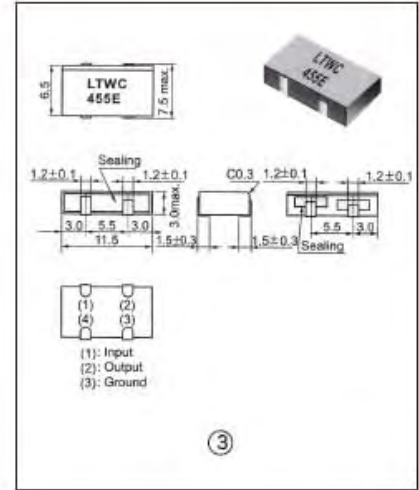 LTWC
455E
6.5
7.5 max.
LTWC
455E
Sealing
1.2±0.1
1.2±0.1
C0.3
1.2±0.1
1.2±0.1
3.0max.
3.0
5.5
3.0
11.5
1.5±0.3
1.5±0.3
5.5
3.0
Sealing
(1) (2)
(4) (3)
(1): Input
(2): Output
(3): Ground
③